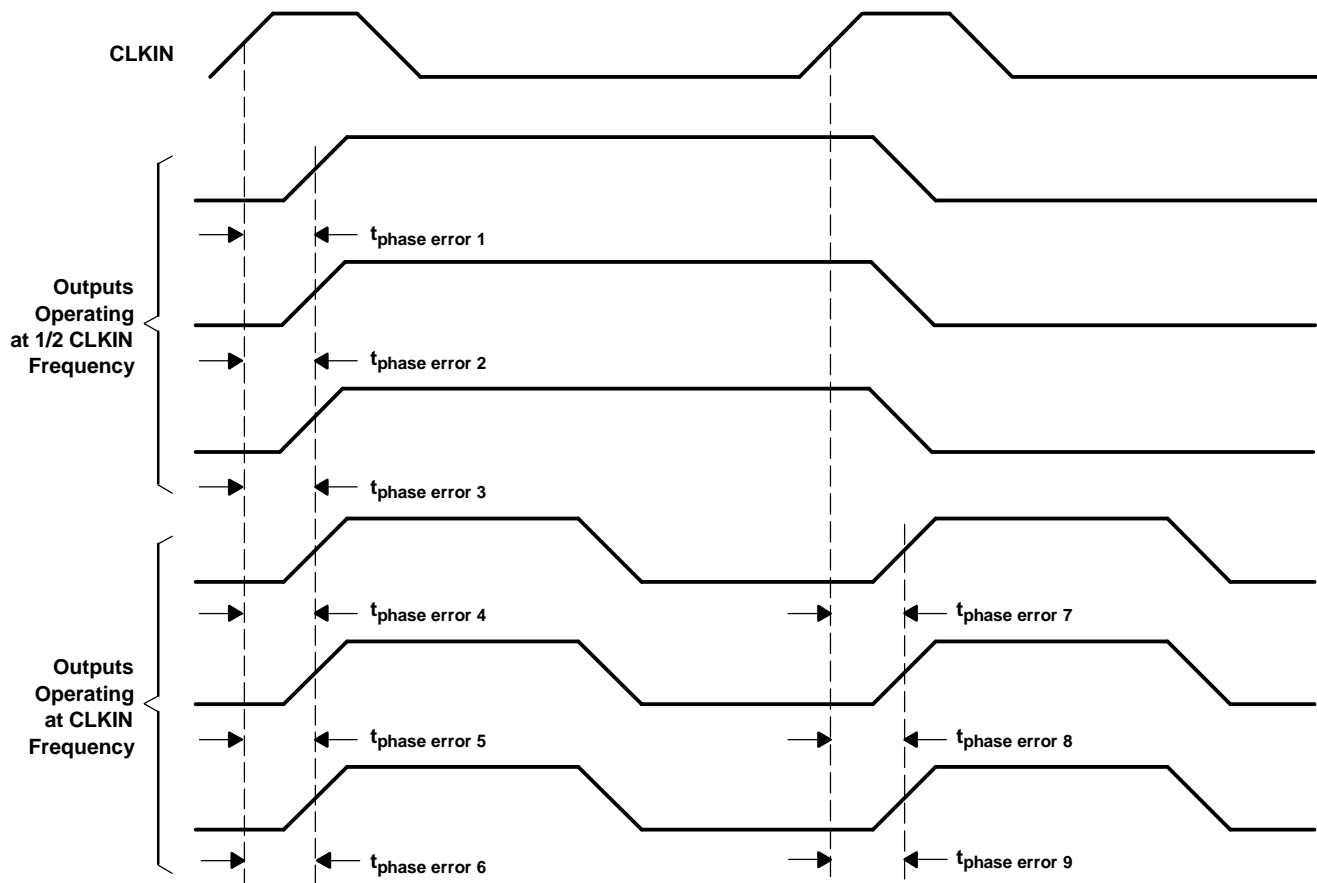 CLKIN
tphase error 1
Outputs
Operating
at 1/2 CLKIN
Frequency
tphase error 2
tphase error 3
tphase error 4
tphase error 7
Outputs
Operating
at CLKIN
Frequency
tphase error 5
tphase error 8
tphase error 6
tphase error 9